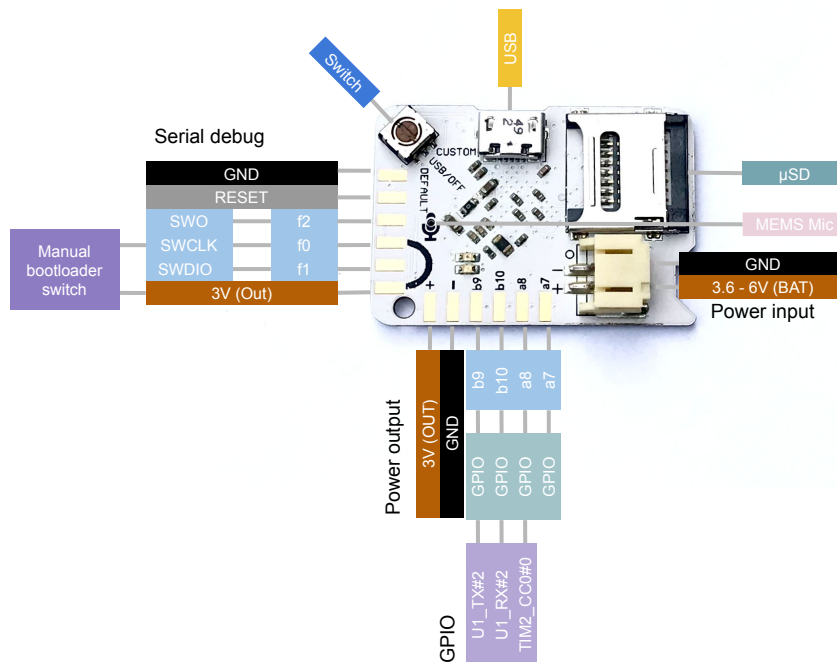 USB
Switch
Serial debug
GND
RESET
SWO
f2
SWCLK
f0
SWDIO
f1
3V (Out)
Manual
bootloader
switch
CUSTOM
USB/OFF
DEFAULT
49
2
µSD
MEMS Mic
GND
3.6 - 6V (BAT)
Power input
+
−
b9
b10
a8
a7
−
+
Power output
3V (OUT)
GND
b9
b10
a8
a7
GPIO
GPIO
GPIO
GPIO
GPIO
U1_TX#2
U1_RX#2
TIM2_CC0#0